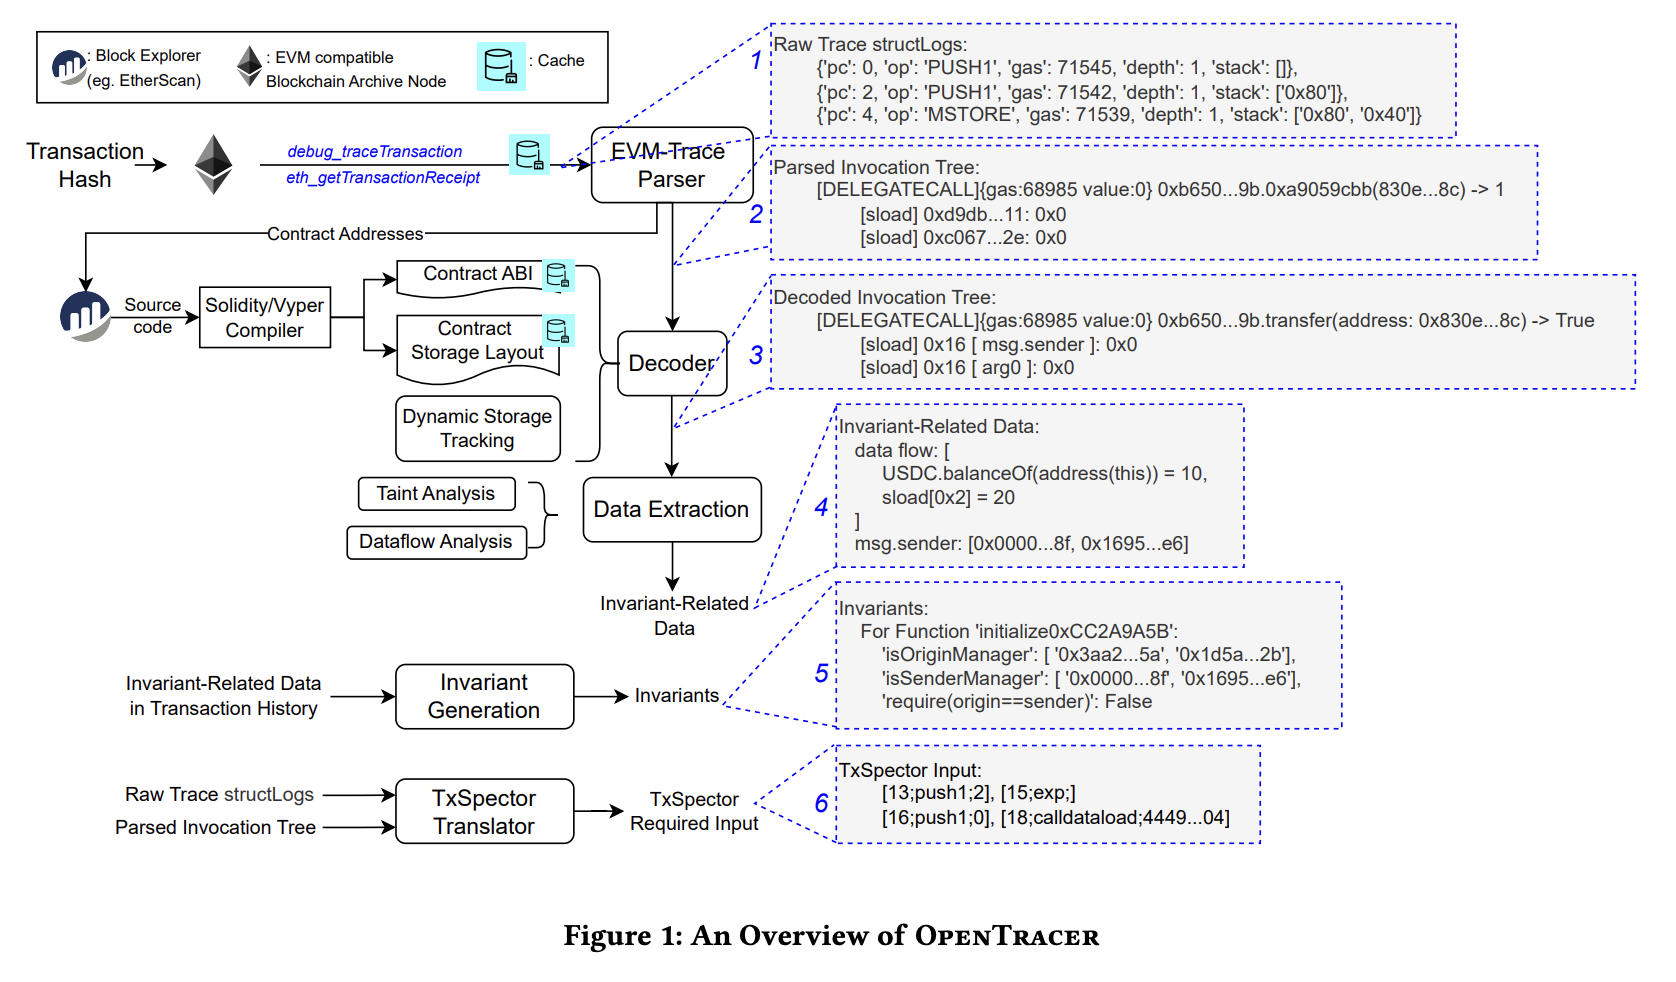 : Block Explorer
(eg. EtherScan)
: EVM compatible
Blockchain Archive Node
: Cache
Transaction
Hash
debug_traceTransaction
eth_getTransactionReceipt
EVM-Trace
Parser
Contract Addresses
Source
code
Solidity/Vyper
Compiler
Contract ABI
Contract
Storage Layout
Dynamic Storage
Tracking
Decoder
Taint Analysis
Dataflow Analysis
Data Extraction
Invariant-Related
Data
Invariant-Related Data
in Transaction History
Invariant
Generation
Invariants
Raw Trace structLogs
Parsed Invocation Tree
TxSpector
Translator
TxSpector
Required Input
1
Raw Trace structLogs:
{'pc': 0, 'op': 'PUSH1', 'gas': 71545, 'depth': 1, 'stack': []},
{'pc': 2, 'op': 'PUSH1', 'gas': 71542, 'depth': 1, 'stack': ['0x80']},
{'pc': 4, 'op': 'MSTORE', 'gas': 71539, 'depth': 1, 'stack': ['0x80', '0x40']}
2
Parsed Invocation Tree:
[DELEGATECALL]{gas:68985 value:0} 0xb650...9b.0xa9059cbb(830e...8c) -> 1
[sload] 0xd9db...11: 0x0
[sload] 0xc067...2e: 0x0
3
Decoded Invocation Tree:
[DELEGATECALL]{gas:68985 value:0} 0xb650...9b.transfer(address: 0x830e...8c) -> True
[sload] 0x16 [ msg.sender ]: 0x0
[sload] 0x16 [ arg0 ]: 0x0
4
Invariant-Related Data:
data flow: [
USDC.balanceOf(address(this)) = 10,
sload[0x2] = 20
]
msg.sender: [0x0000...8f, 0x1695...e6]
5
Invariants:
For Function 'initialize0xCC2A9A5B':
'isOriginManager': [ '0x3aa2...5a', '0x1d5a...2b'],
'isSenderManager': [ '0x0000...8f', '0x1695...e6'],
'require(origin==sender)': False
6
TxSpector Input:
[13;push1;2], [15;exp;]
[16;push1;0], [18;calldataload;4449...04]
Figure 1: An Overview of OpenTracer